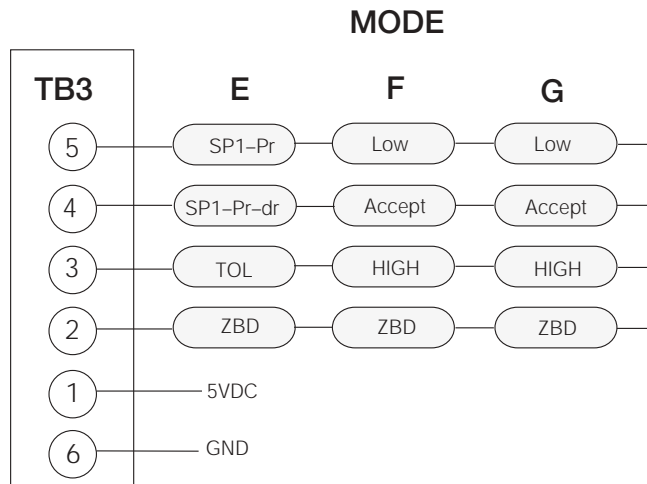 MODE
TB3 E F G
5 SP1–Pr Low Low
4 SP1–Pr–dr Accept Accept
3 TOL HIGH HIGH
2 ZBD ZBD ZBD
1 5VDC
6 GND